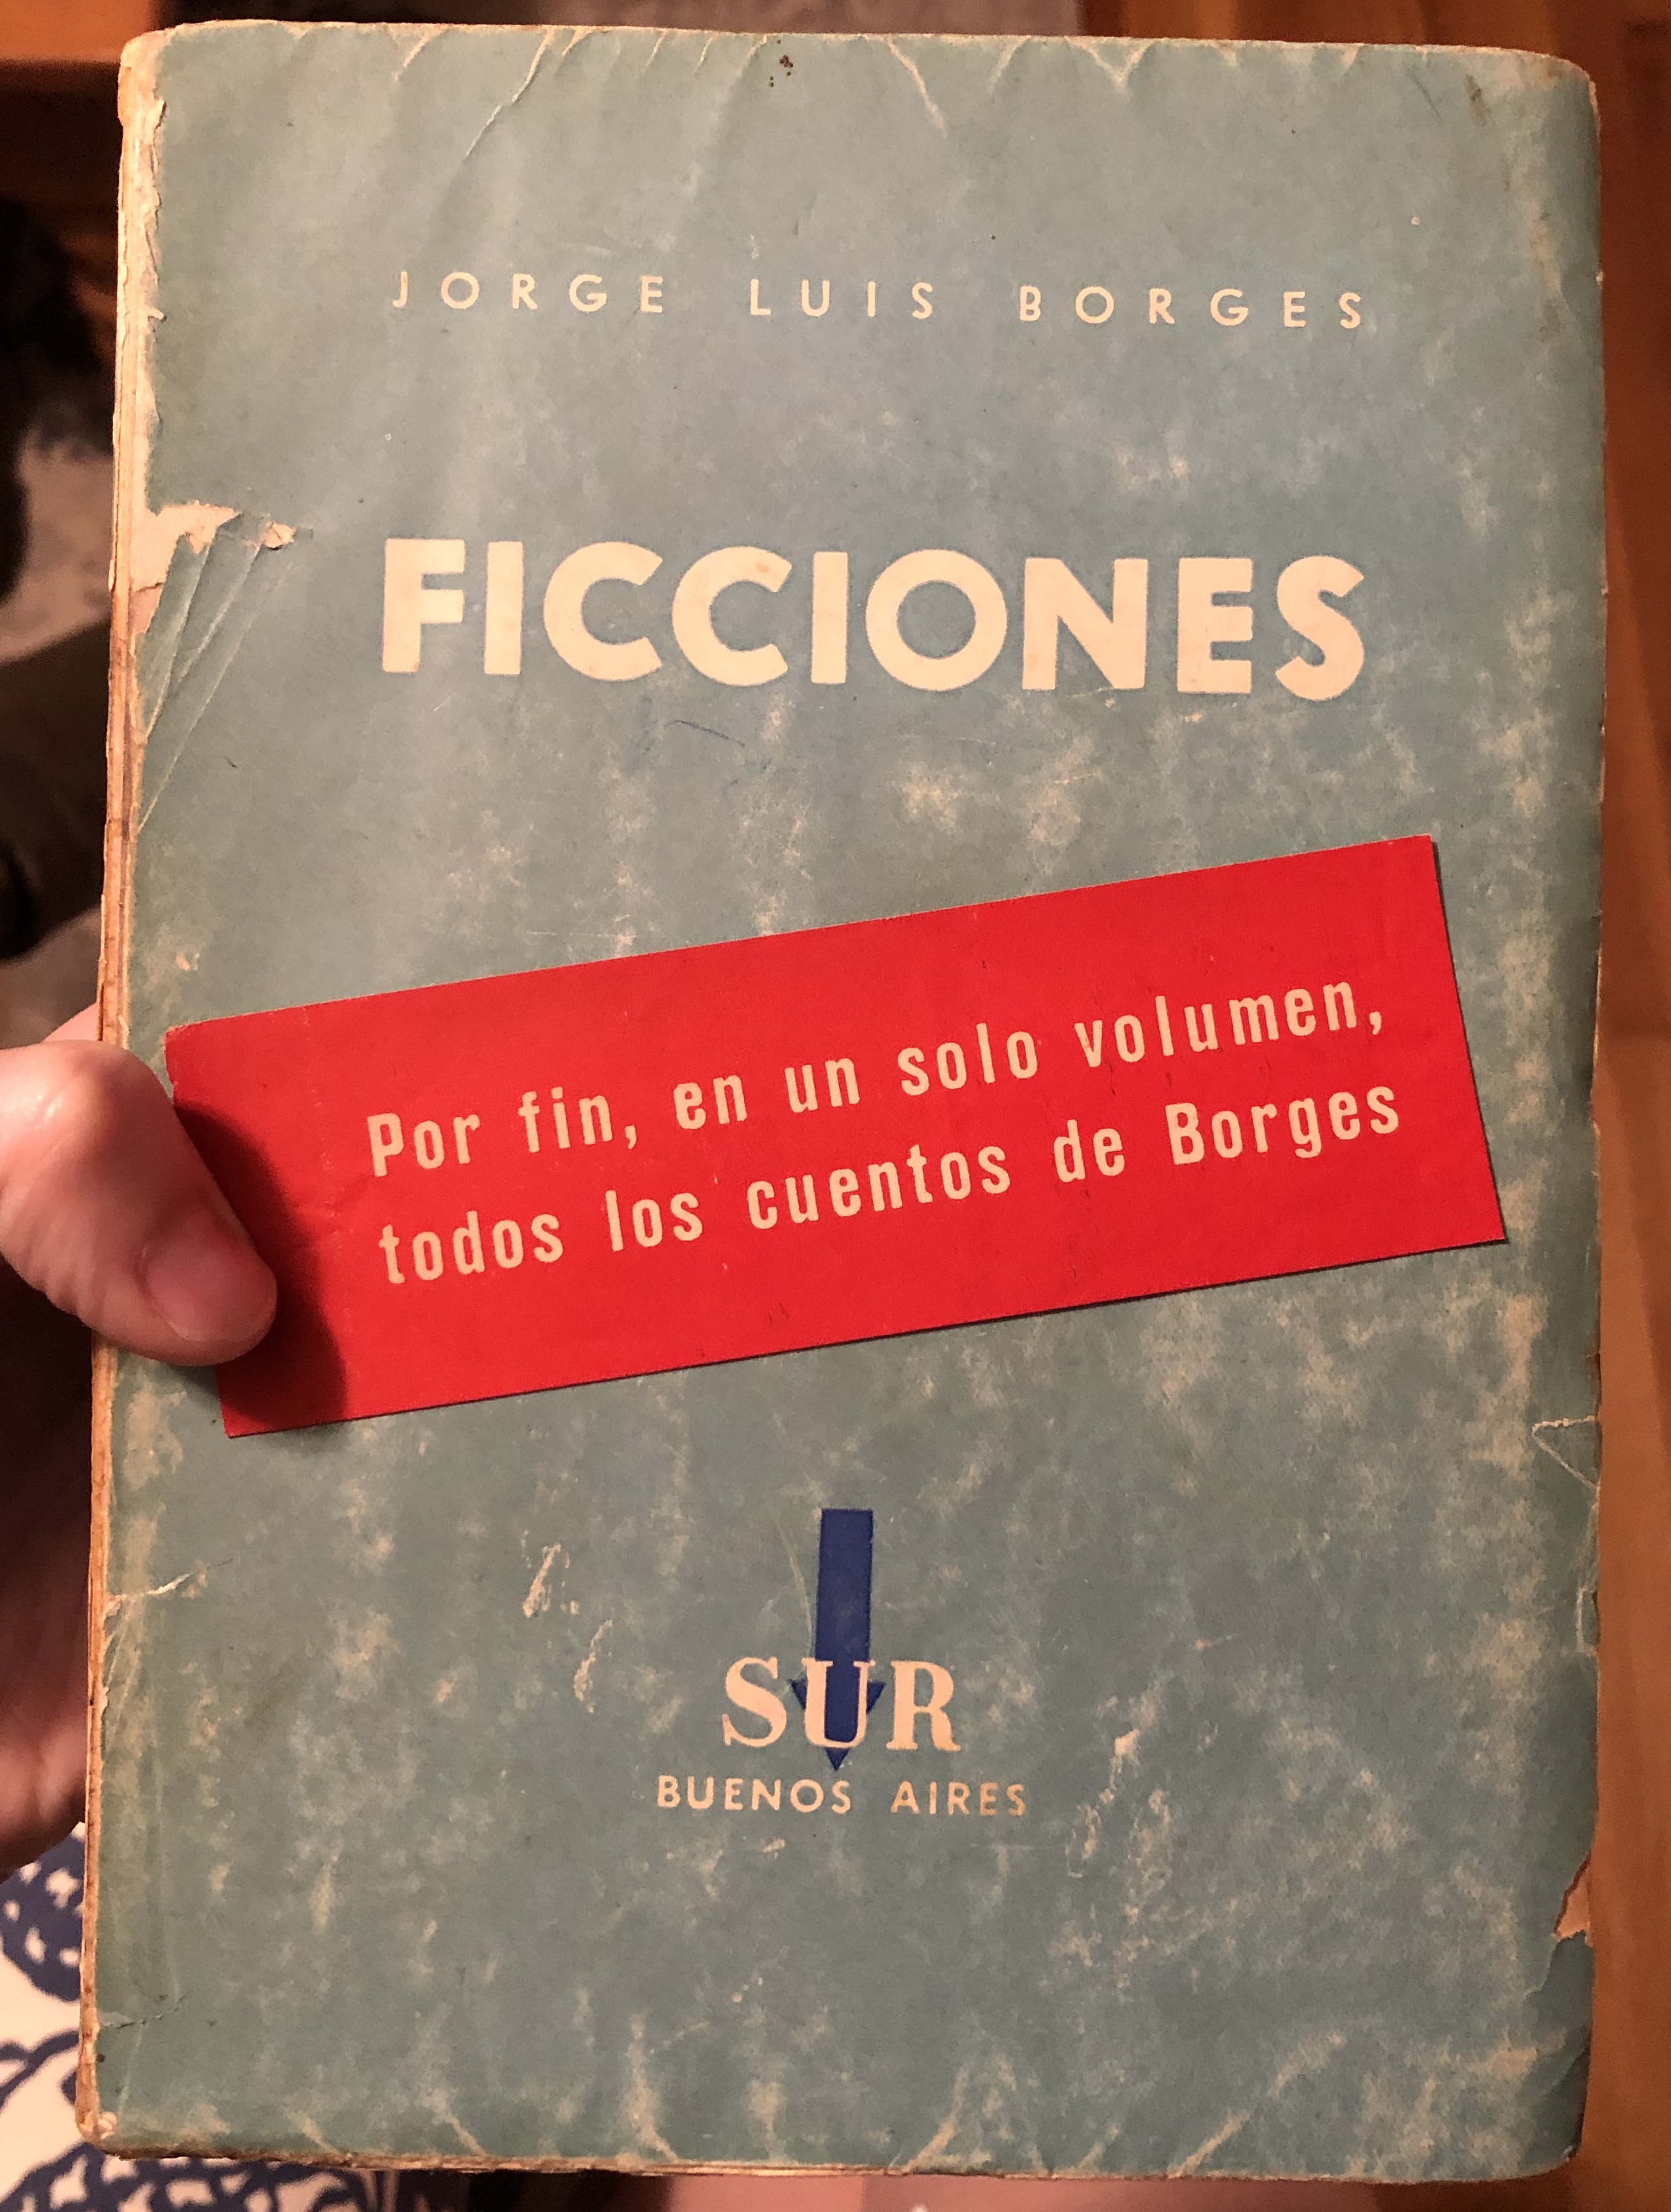 JORGE LUIS BORGES
FICCIONES
Por fin, en un solo volumen,
todos los cuentos de Borges
SUR
BUENOS AIRES